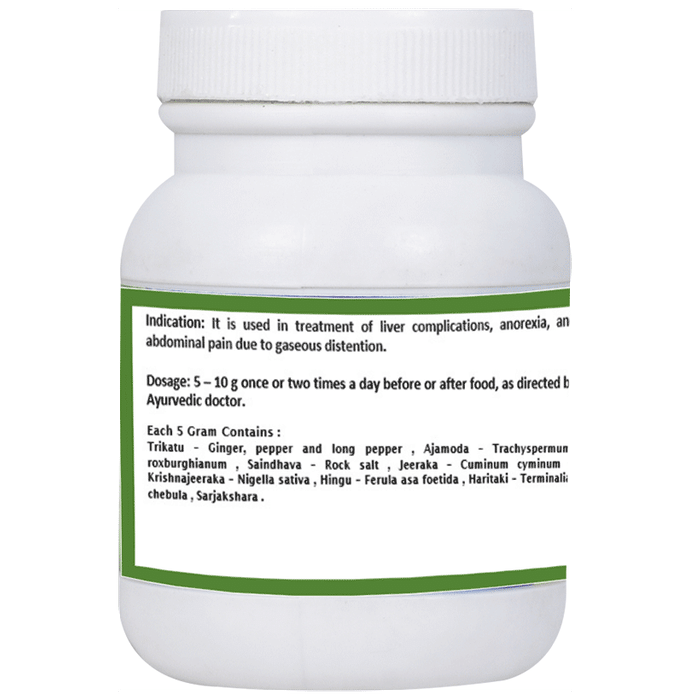 Indication: It is used in treatment of liver complications, anorexia, an
abdominal pain due to gaseous distention.
Dosage: 5 – 10 g once or two times a day before or after food, as directed b
Ayurvedic doctor.
Each 5 Gram Contains :
Trikatu - Ginger, pepper and long pepper , Ajamoda - Trachyspermum
roxburghianum , Saindhava - Rock salt , Jeeraka - Cuminum cyminum
Krishnajeeraka - Nigella sativa , Hingu - Ferula asa foetida , Haritaki - Terminalia
chebula , Sarjakshara .